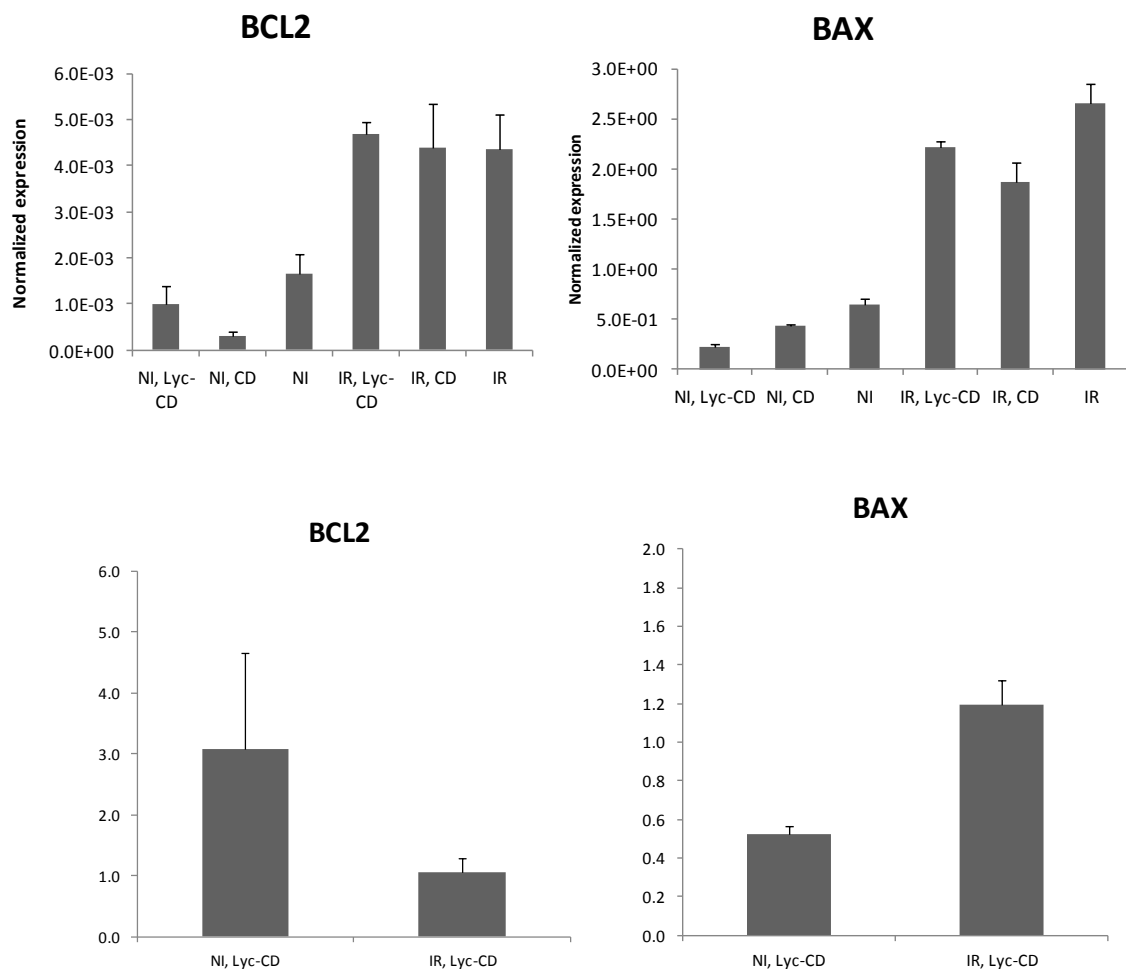 BCL2
Normalized expression
6.0E-03
5.0E-03
4.0E-03
3.0E-03
2.0E-03
1.0E-03
0.0E+00
NI, Lyc-
CD
NI, CD
NI
IR, Lyc-
CD
IR, CD
IR
BAX
Normalized expression
3.0E+00
2.5E+00
2.0E+00
1.5E+00
1.0E+00
5.0E-01
0.0E+00
NI, Lyc-CD
NI, CD
NI
IR, Lyc-CD
IR, CD
IR
BCL2
6.0
5.0
4.0
3.0
2.0
1.0
0.0
NI, Lyc-CD
IR, Lyc-CD
BAX
2.0
1.8
1.6
1.4
1.2
1.0
0.8
0.6
0.4
0.2
0.0
NI, Lyc-CD
IR, Lyc-CD